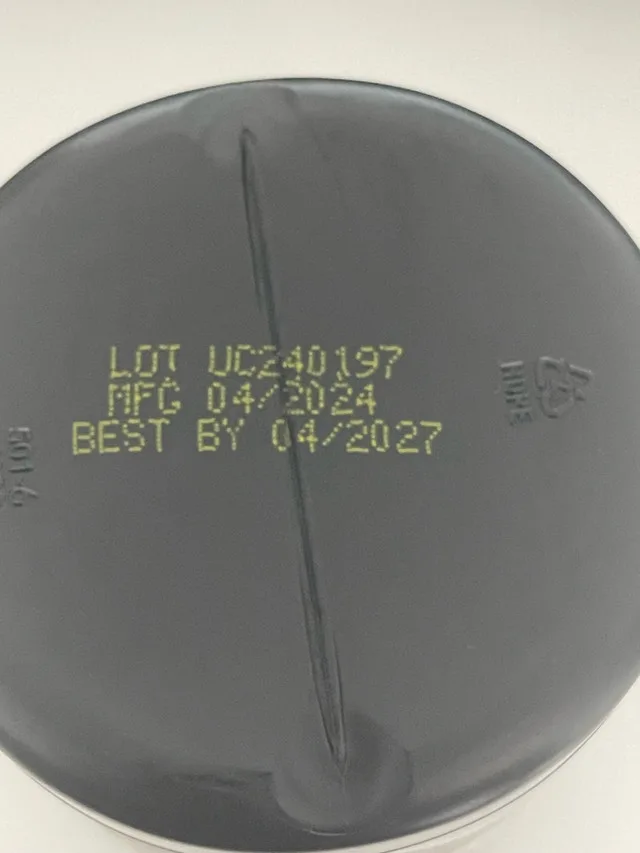 LOT UC240197
MFG 04/2024
BEST BY 04/2027
HDPE